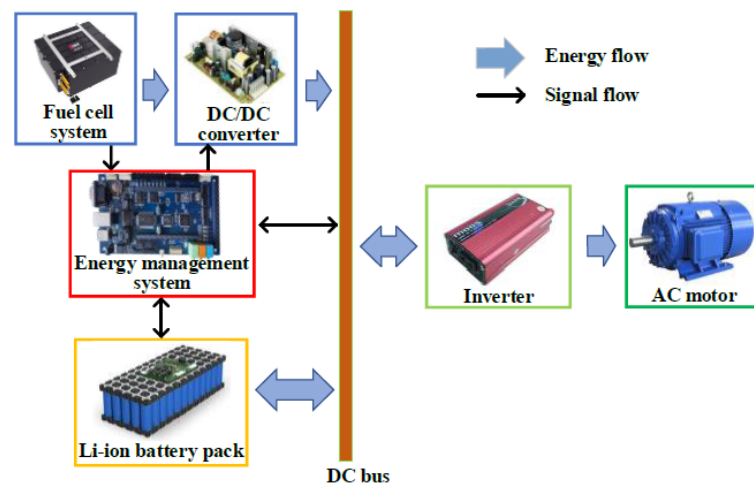 Fuel cell
system
DC/DC
converter
Energy flow
Signal flow
Energy management
system
Inverter
AC motor
Li-ion battery pack
DC bus